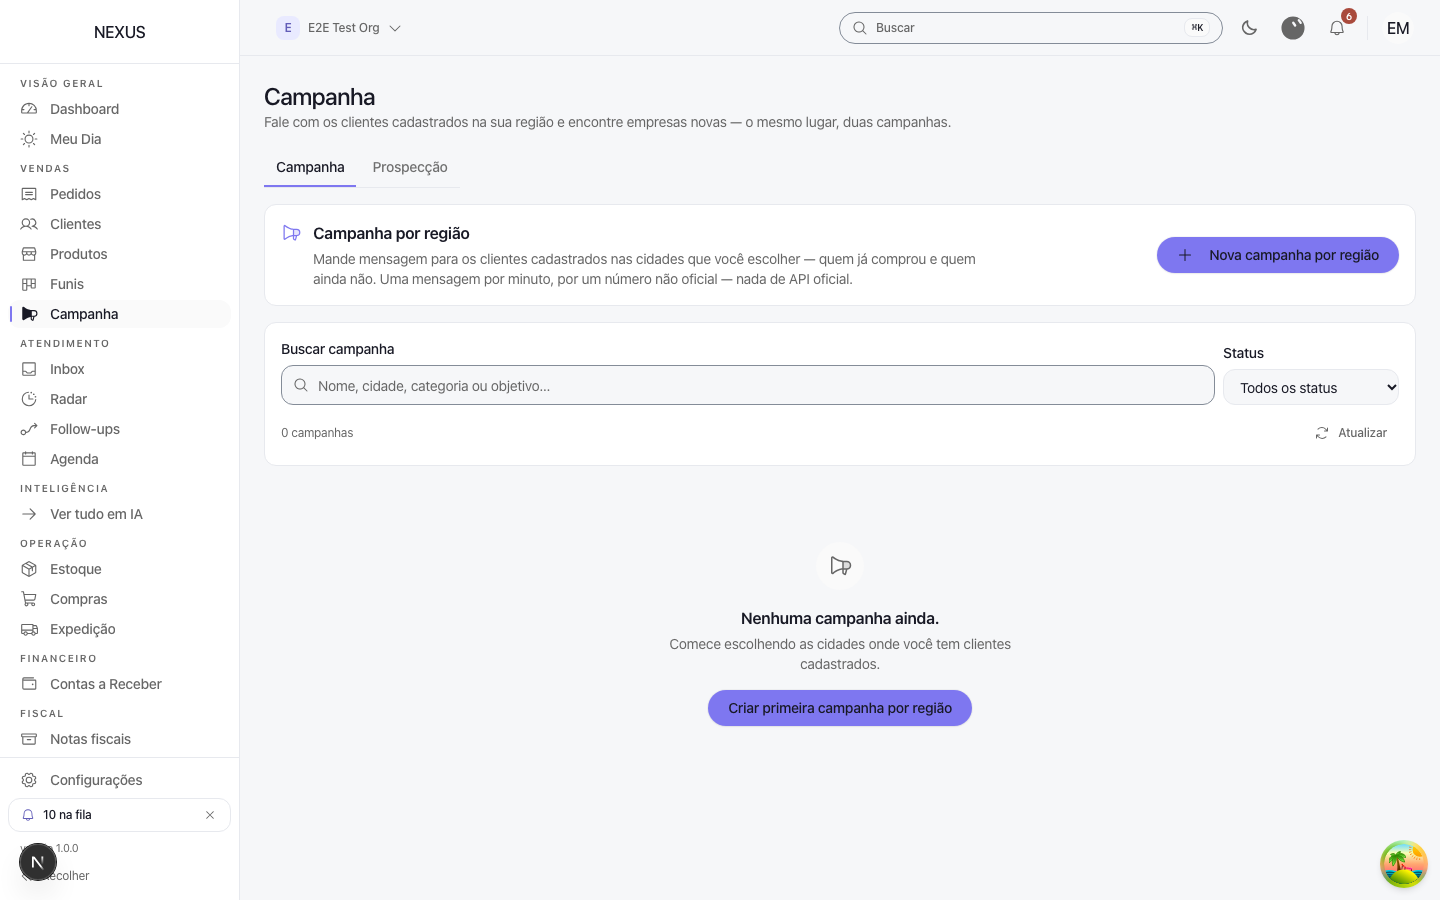 NEXUS
E
E2E Test Org
Buscar
⌘K
6
EM
VISÃO GERAL
Dashboard
Meu Dia
VENDAS
Pedidos
Clientes
Produtos
Funis
Campanha
ATENDIMENTO
Inbox
Radar
Follow-ups
Agenda
INTELIGÊNCIA
Ver tudo em IA
OPERAÇÃO
Estoque
Compras
Expedição
FINANCEIRO
Contas a Receber
FISCAL
Notas fiscais
Configurações
10 na fila
1.0.0
N
Campanha
Fale com os clientes cadastrados na sua região e encontre empresas novas — o mesmo lugar, duas campanhas.
Campanha
Prospecção
Campanha por região
Mande mensagem para os clientes cadastrados nas cidades que você escolher — quem já comprou e quem
ainda não. Uma mensagem por minuto, por um número não oficial — nada de API oficial.
Nova campanha por região
Buscar campanha
Nome, cidade, categoria ou objetivo...
Status
Todos os status
0 campanhas
Atualizar
Nenhuma campanha ainda.
Comece escolhendo as cidades onde você tem clientes
cadastrados.
Criar primeira campanha por região